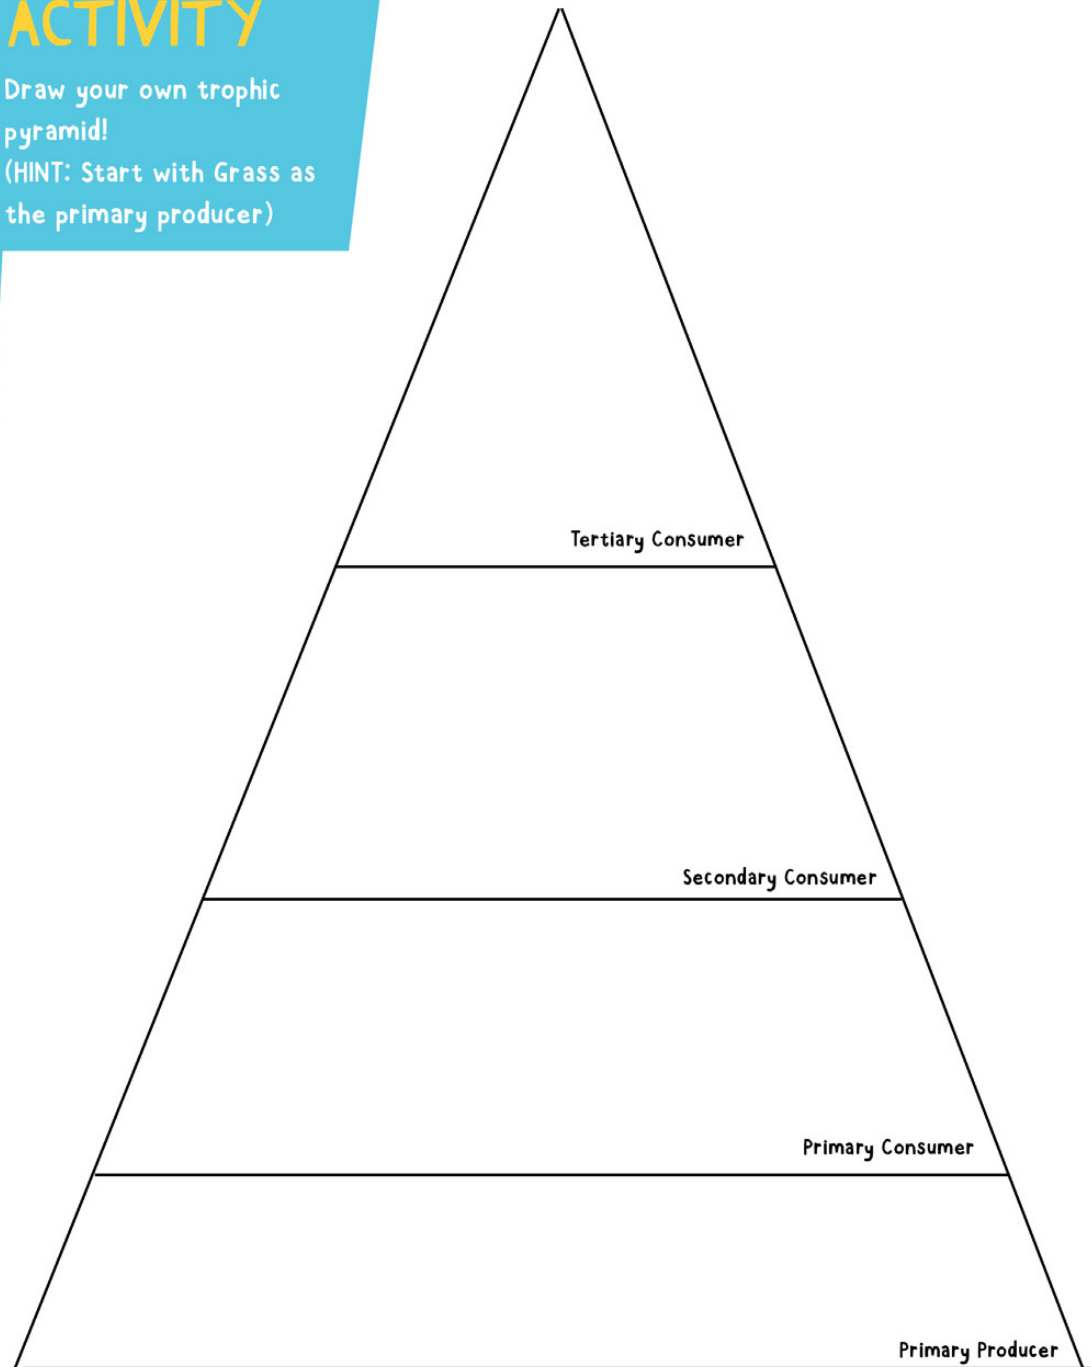 ACTIVITY
Draw your own trophic
pyramid!
(HINT: Start with Grass as
the primary producer)
Tertiary Consumer
Secondary Consumer
Primary Consumer
Primary Producer